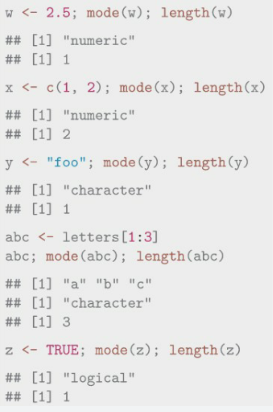 w <- 2.5; mode(w); length(w)
## [1] "numeric"
## [1] 1
x <- c(1, 2); mode(x); length(x)
## [1] "numeric"
## [1] 2
y <- "foo"; mode(y); length(y)
## [1] "character"
## [1] 1
abc <- letters[1:3]
abc; mode(abc); length(abc)
## [1] "a" "b" "c"
## [1] "character"
## [1] 3
z <- TRUE; mode(z); length(z)
## [1] "logical"
## [1] 1